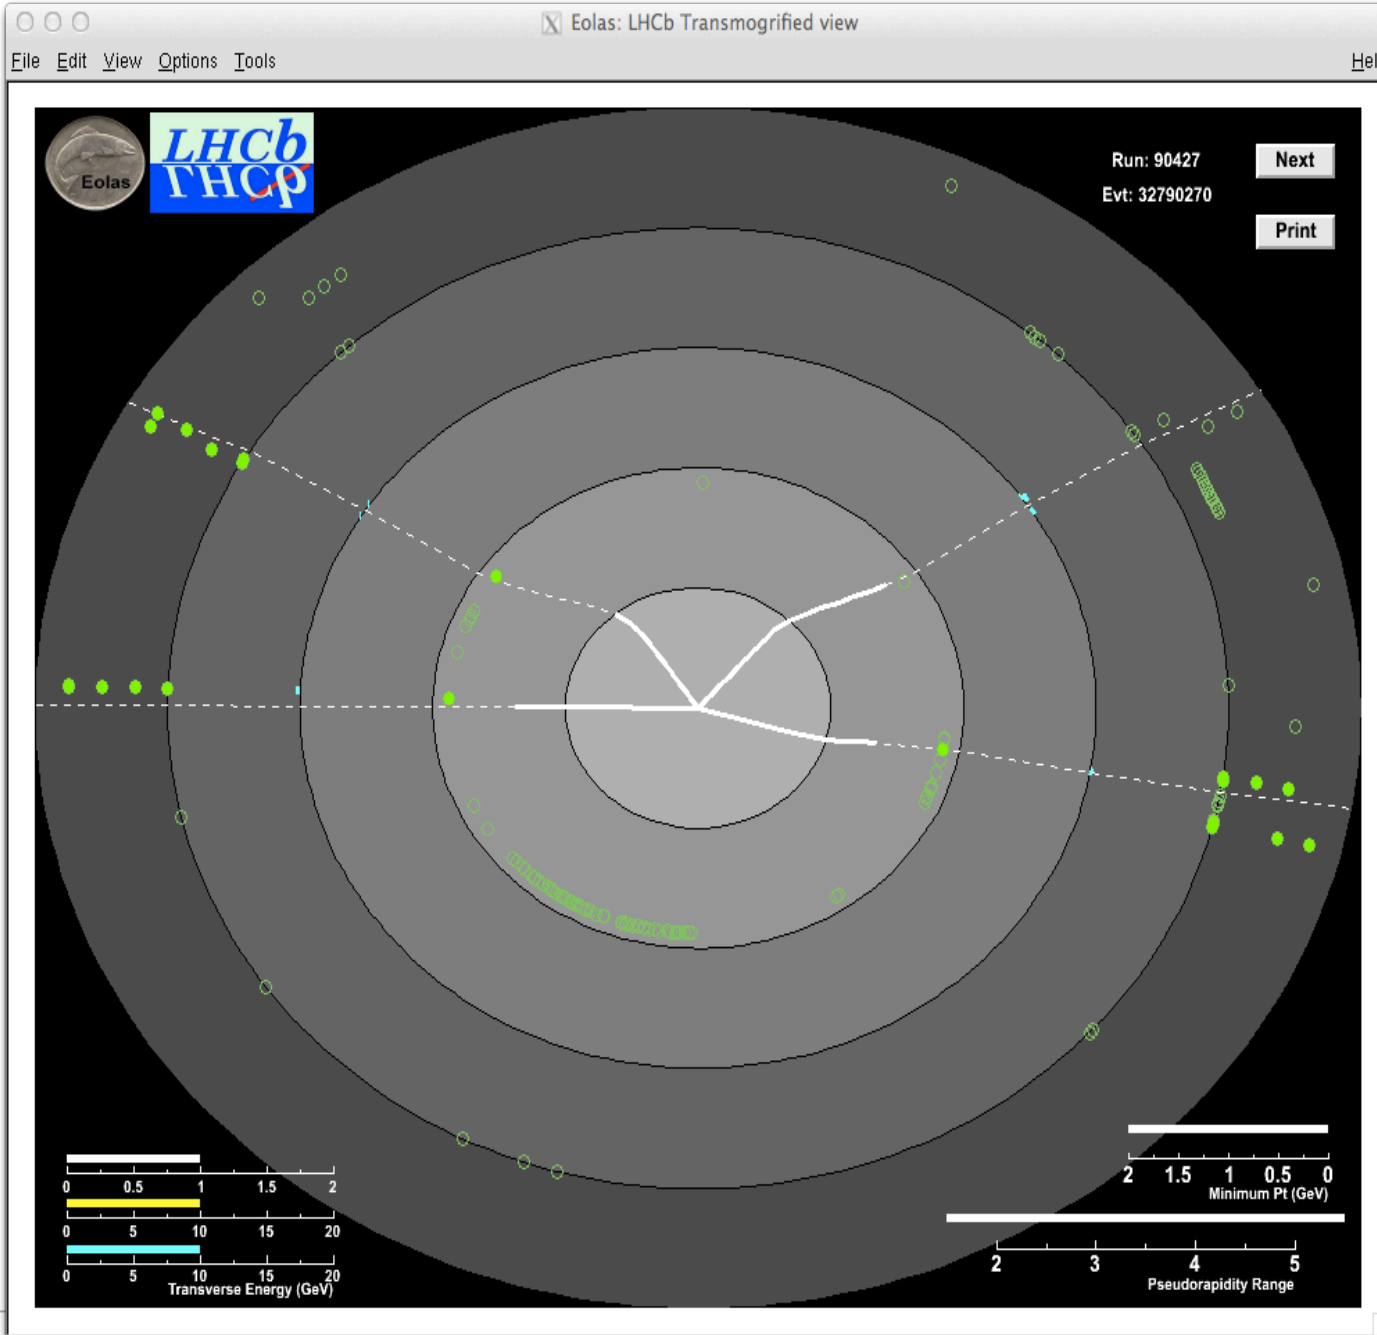 Eolas: LHCb Transmogrified view
File Edit View Options Tools Hel
Eolas
LHCb
LHCb
Run: 90427
Evt: 32790270
Next
Print
0 0.5 1 1.5 2
0 5 10 15 20
0 5 10 15 20
Transverse Energy (GeV)
2 1.5 1 0.5 0
Minimum Pt (GeV)
2 3 4 5
Pseudorapidity Range